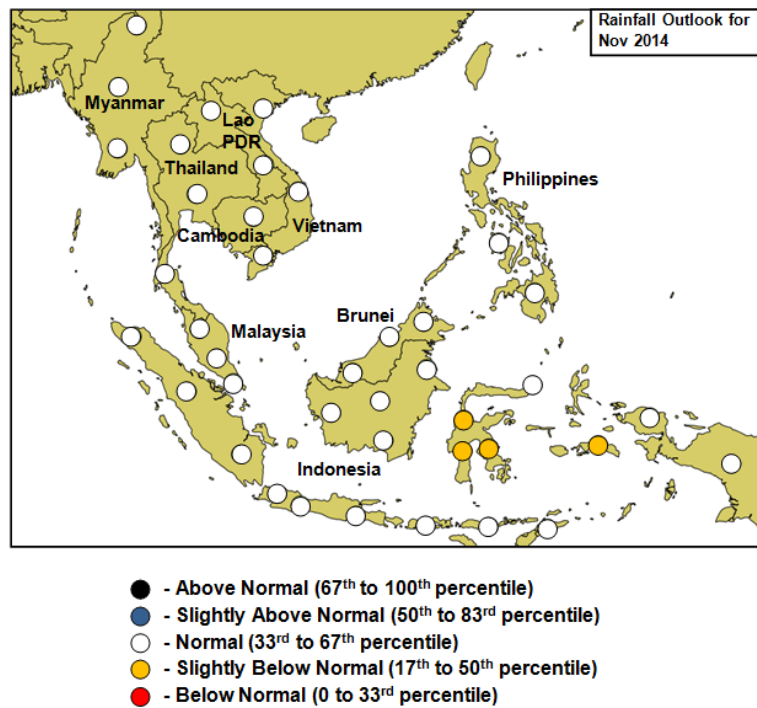 Rainfall Outlook for
Nov 2014
Myanmar
Lao
PDR
Thailand
Philippines
Cambodia
Vietnam
Brunei
Malaysia
Indonesia
- Above Normal (67th to 100th percentile)
- Slightly Above Normal (50th to 83rd percentile)
- Normal (33rd to 67th percentile)
- Slightly Below Normal (17th to 50th percentile)
- Below Normal (0 to 33rd percentile)